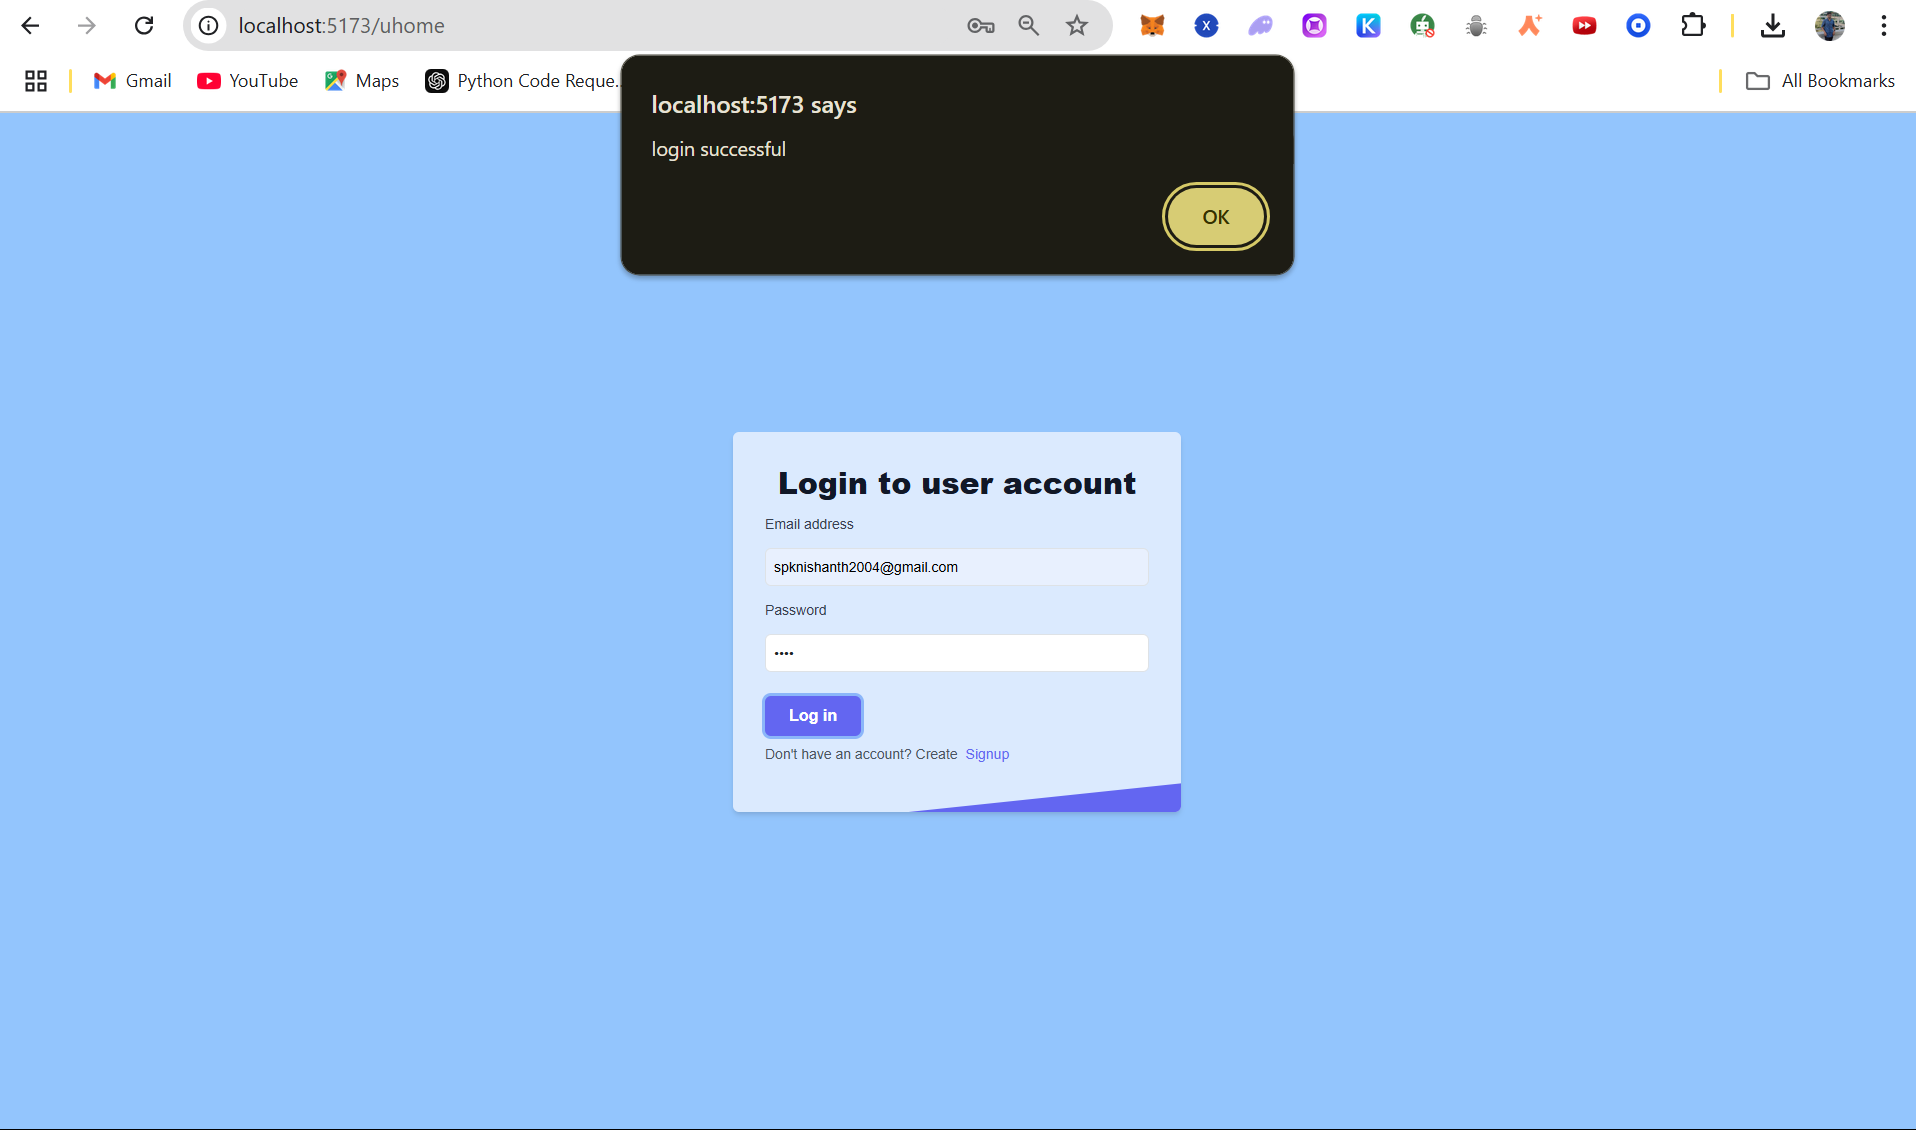 localhost:5173/uhome
Gmail
YouTube
Maps
Python Code Reque...
All Bookmarks
localhost:5173 says
login successful
OK
Login to user account
Email address
spknishanth2004@gmail.com
Password
••••
Log in
Don't have an account? Create Signup